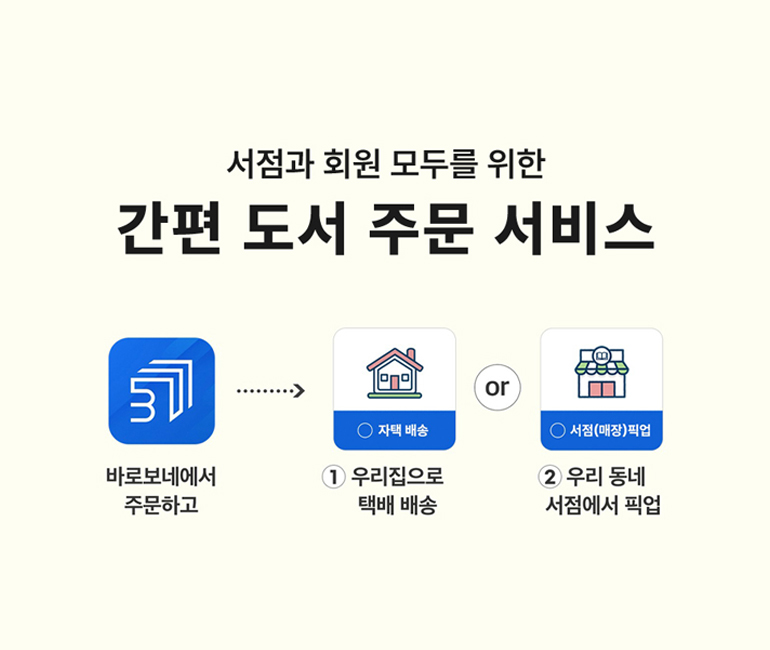 서점과 회원 모두를 위한
간편 도서 주문 서비스
바로보네에서
주문하고
자택 배송
① 우리집으로
택배 배송
or
서점(매장)픽업
② 우리 동네
서점에서 픽업